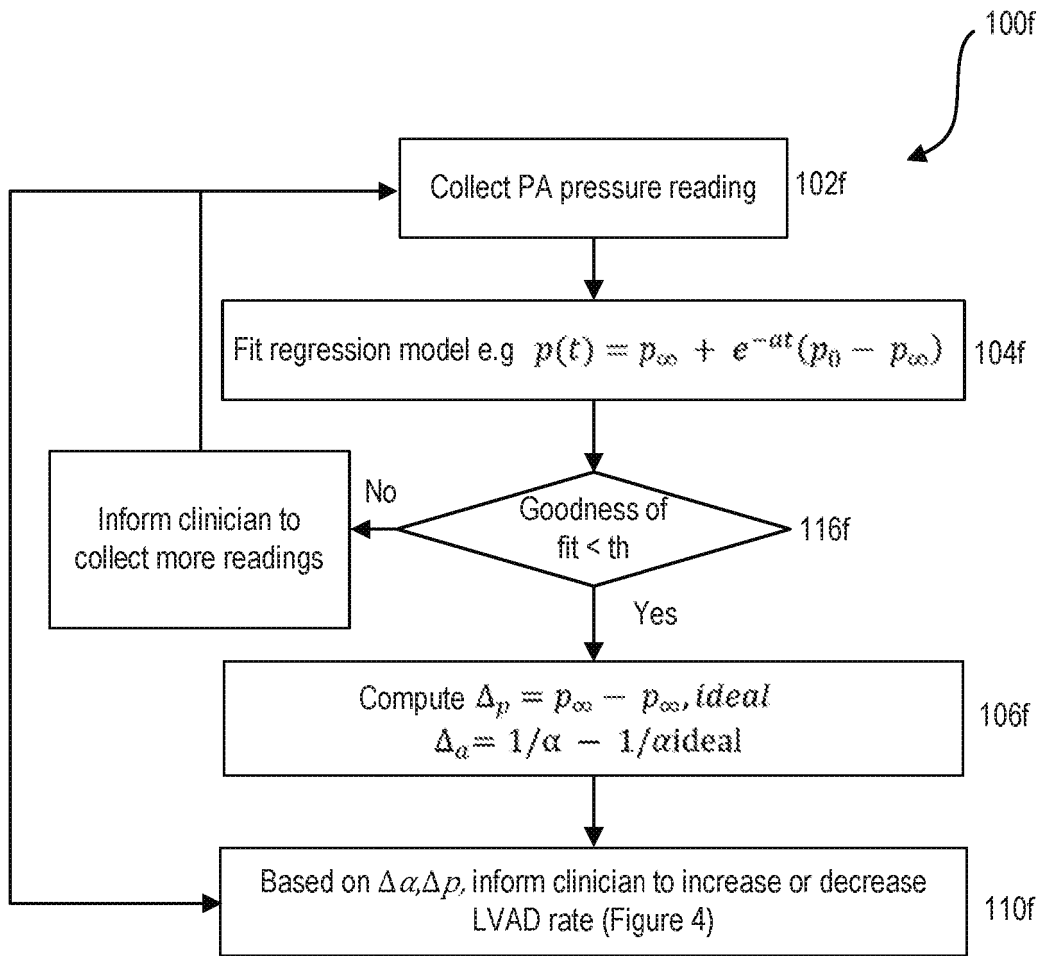 100f
Collect PA pressure reading
102f
Fit regression model e.g p(t) = p∞ + e^{-at}(p₀ − p∞)
104f
Goodness of
fit < th
116f
No
Inform clinician to
collect more readings
Yes
Compute Δp = p∞ − p∞, ideal
Δa = 1/α − 1/αideal
106f
Based on Δα,Δp, inform clinician to increase or decrease
LVAD rate (Figure 4)
110f